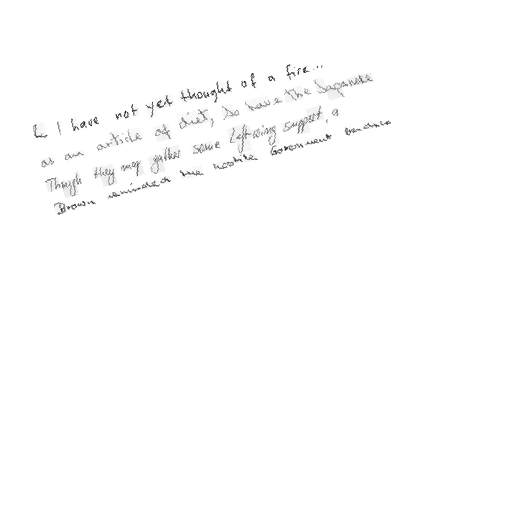 I have not yet thought of a fire...
as an article of diet, So have the Japanese
Though they may gather some left-wing support, a
Brown reminded the hostile Government benches